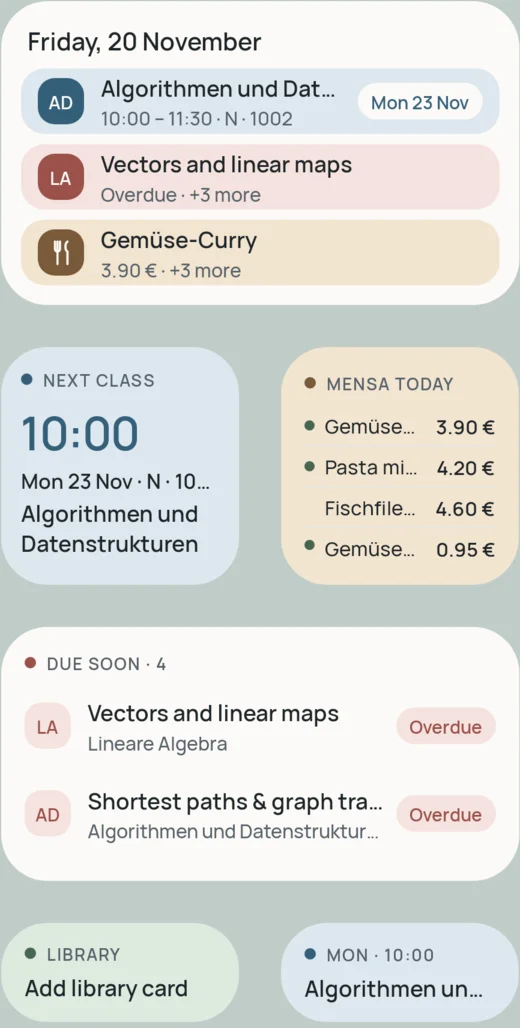 Friday, 20 November
AD
Algorithmen und Dat...
Mon 23 Nov
10:00 – 11:30 · N · 1002
LA
Vectors and linear maps
Overdue · +3 more
Gemüse-Curry
3.90 € · +3 more
NEXT CLASS
10:00
Mon 23 Nov · N · 10...
Algorithmen und
Datenstrukturen
MENSA TODAY
Gemüse... 3.90 €
Pasta mi... 4.20 €
Fischfile... 4.60 €
Gemüse... 0.95 €
DUE SOON · 4
LA
Vectors and linear maps
Overdue
Lineare Algebra
AD
Shortest paths & graph tra...
Overdue
Algorithmen und Datenstruktur...
LIBRARY
Add library card
MON · 10:00
Algorithmen un...